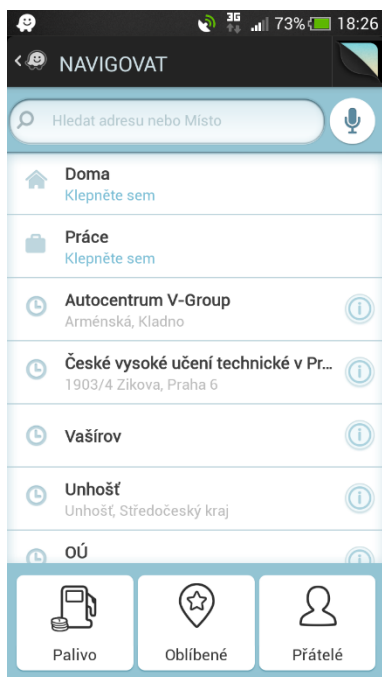 3G 73% 18:26
NAVIGOVAT
Hledat adresu nebo Místo
Doma
Klepněte sem
Práce
Klepněte sem
Autocentrum V-Group
Arménská, Kladno
České vysoké učení technické v Pr...
1903/4 Zikova, Praha 6
Vašírov
Unhošť
Unhošť, Středočeský kraj
OÚ
Palivo Oblíbené Přátelé